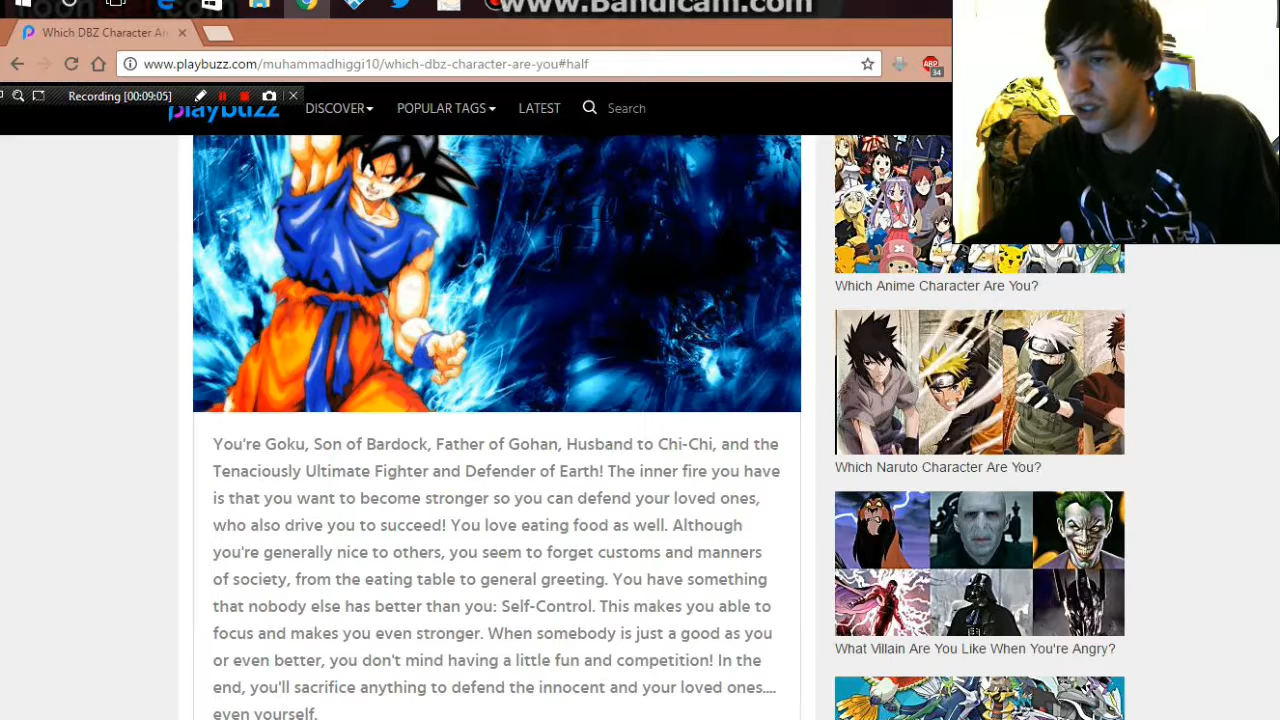 www.Bandicam.com
Which DBZ Character Ar
www.playbuzz.com/muhammadhiggi10/which-dbz-character-are-you#half
ABP
34
Recording [00:09:05]
playbuzz
DISCOVER
POPULAR TAGS
LATEST
Search
You're Goku, Son of Bardock, Father of Gohan, Husband to Chi-Chi, and the
Tenaciously Ultimate Fighter and Defender of Earth! The inner fire you have
is that you want to become stronger so you can defend your loved ones,
who also drive you to succeed! You love eating food as well. Although
you're generally nice to others, you seem to forget customs and manners
of society, from the eating table to general greeting. You have something
that nobody else has better than you: Self-Control. This makes you able to
focus and makes you even stronger. When somebody is just a good as you
or even better, you don't mind having a little fun and competition! In the
end, you'll sacrifice anything to defend the innocent and your loved ones....
even yourself.
Which Anime Character Are You?
Which Naruto Character Are You?
What Villain Are You Like When You're Angry?